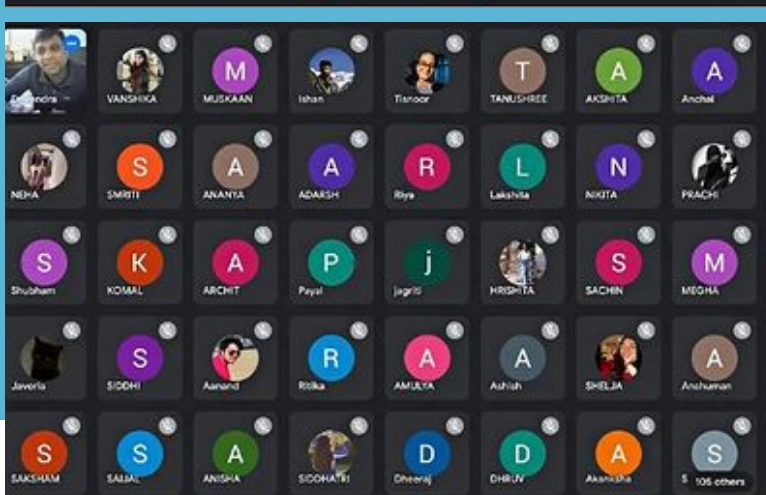 VANSHIKA
M
MUSKAAN
Ishan
Tisnoor
T
TANUSHREE
A
AKSHITA
A
Anchal
NEHA
S
SMRITI
A
ANANYA
A
ADARSH
R
Riya
L
Lakshita
N
NIKITA
PRACHI
S
Shubham
K
KOMAL
A
ARCHIT
P
Payal
j
jagriti
HRISHITA
S
SACHIN
M
MEGHA
Javeria
S
SIDDHI
Aanand
R
Ritika
A
AMULYA
A
Ashish
SHELJA
A
Anshuman
S
SAKSHAM
S
SAIJAL
A
ANISHA
SIDDHATRI
D
Dheeraj
D
DHRUV
A
Akanksha
S
105 others